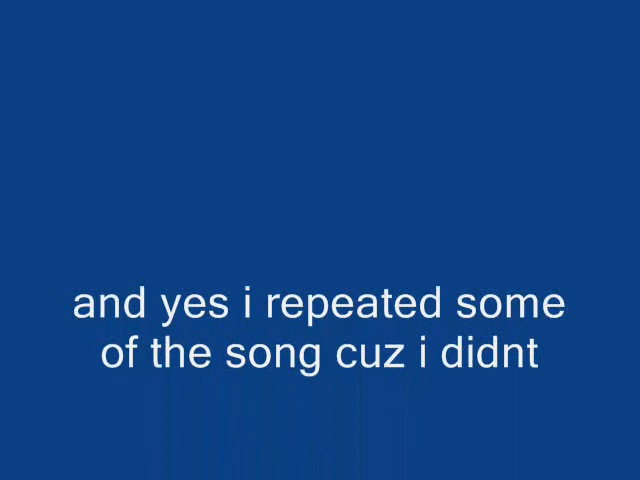 and yes i repeated some
of the song cuz i didnt